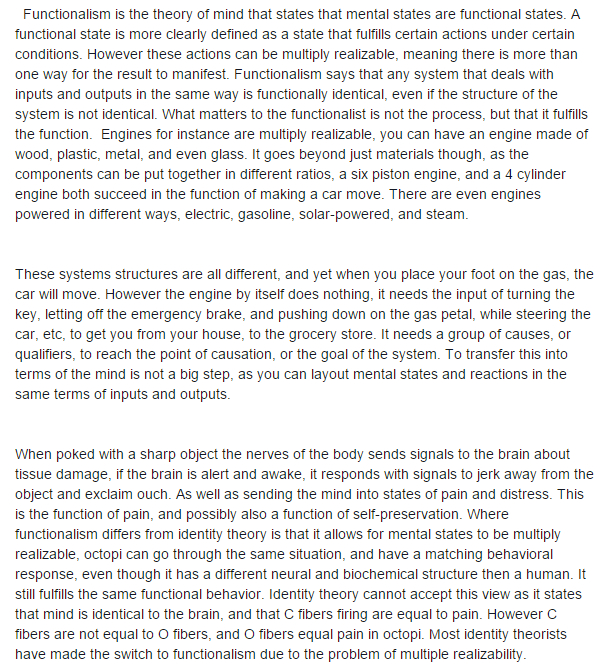 Functionalism is the theory of mind that states that mental states are functional states. A
functional state is more clearly defined as a state that fulfills certain actions under certain
conditions. However these actions can be multiply realizable, meaning there is more than
one way for the result to manifest. Functionalism says that any system that deals with
inputs and outputs in the same way is functionally identical, even if the structure of the
system is not identical. What matters to the functionalist is not the process, but that it fulfills
the function.  Engines for instance are multiply realizable, you can have an engine made of
wood, plastic, metal, and even glass. It goes beyond just materials though, as the
components can be put together in different ratios, a six piston engine, and a 4 cylinder
engine both succeed in the function of making a car move. There are even engines
powered in different ways, electric, gasoline, solar-powered, and steam.
These systems structures are all different, and yet when you place your foot on the gas, the
car will move. However the engine by itself does nothing, it needs the input of turning the
key, letting off the emergency brake, and pushing down on the gas petal, while steering the
car, etc, to get you from your house, to the grocery store. It needs a group of causes, or
qualifiers, to reach the point of causation, or the goal of the system. To transfer this into
terms of the mind is not a big step, as you can layout mental states and reactions in the
same terms of inputs and outputs.
When poked with a sharp object the nerves of the body sends signals to the brain about
tissue damage, if the brain is alert and awake, it responds with signals to jerk away from the
object and exclaim ouch. As well as sending the mind into states of pain and distress. This
is the function of pain, and possibly also a function of self-preservation. Where
functionalism differs from identity theory is that it allows for mental states to be multiply
realizable, octopi can go through the same situation, and have a matching behavioral
response, even though it has a different neural and biochemical structure then a human. It
still fulfills the same functional behavior. Identity theory cannot accept this view as it states
that mind is identical to the brain, and that C fibers firing are equal to pain. However C
fibers are not equal to O fibers, and O fibers equal pain in octopi. Most identity theorists
have made the switch to functionalism due to the problem of multiple realizability.